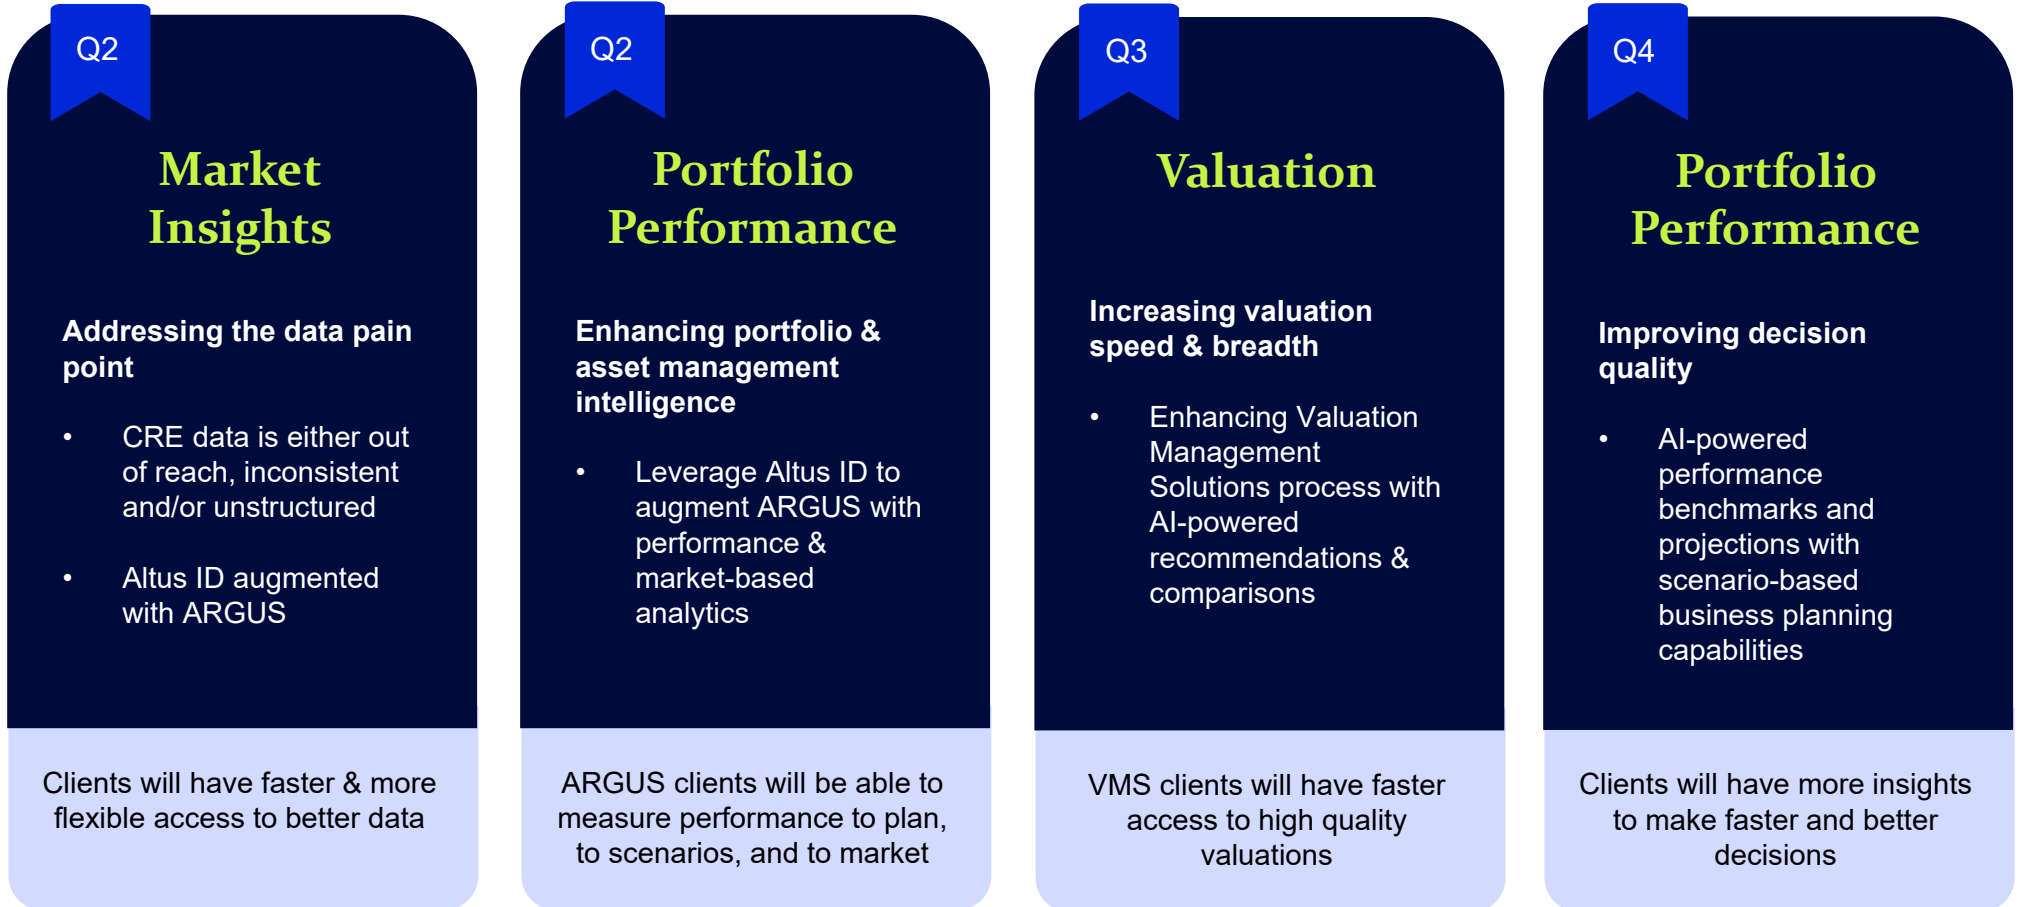 Q2
Market
Insights
Addressing the data pain
point
• CRE data is either out
of reach, inconsistent
and/or unstructured
• Altus ID augmented
with ARGUS
Clients will have faster & more
flexible access to better data
Q2
Portfolio
Performance
Enhancing portfolio &
asset management
intelligence
• Leverage Altus ID to
augment ARGUS with
performance &
market-based
analytics
ARGUS clients will be able to
measure performance to plan,
to scenarios, and to market
Q3
Valuation
Increasing valuation
speed & breadth
• Enhancing Valuation
Management
Solutions process with
AI-powered
recommendations &
comparisons
VMS clients will have faster
access to high quality
valuations
Q4
Portfolio
Performance
Improving decision
quality
• AI-powered
performance
benchmarks and
projections with
scenario-based
business planning
capabilities
Clients will have more insights
to make faster and better
decisions